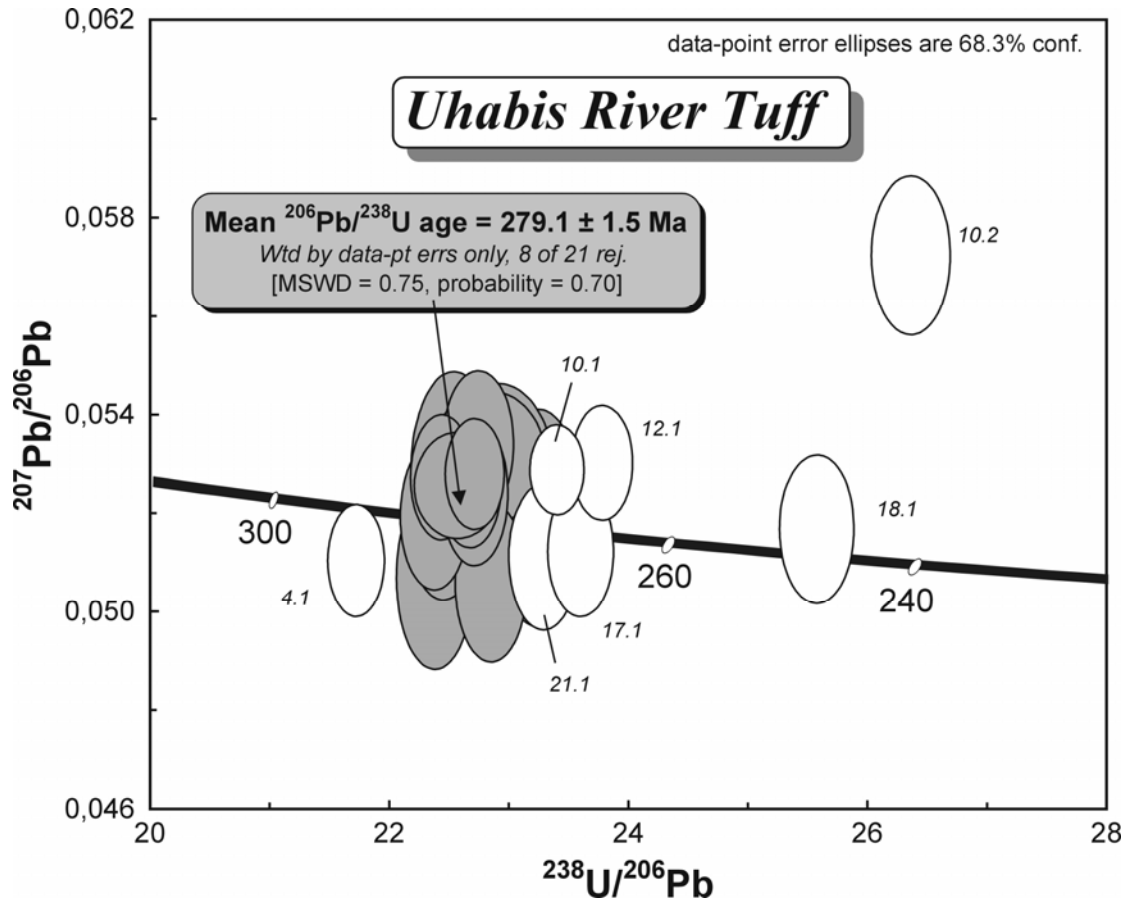 0,062
data-point error ellipses are 68.3% conf.
Uhabis River Tuff
Mean ²⁰⁶Pb/²³⁸U age = 279.1 ± 1.5 Ma
Wtd by data-pt errs only, 8 of 21 rej.
[MSWD = 0.75, probability = 0.70]
0,058
10.2
²⁰⁷Pb/²⁰⁶Pb
10.1
0,054
12.1
18.1
300
260
240
4.1
0,050
17.1
21.1
0,046
20
22
24
26
28
²³⁸U/²⁰⁶Pb